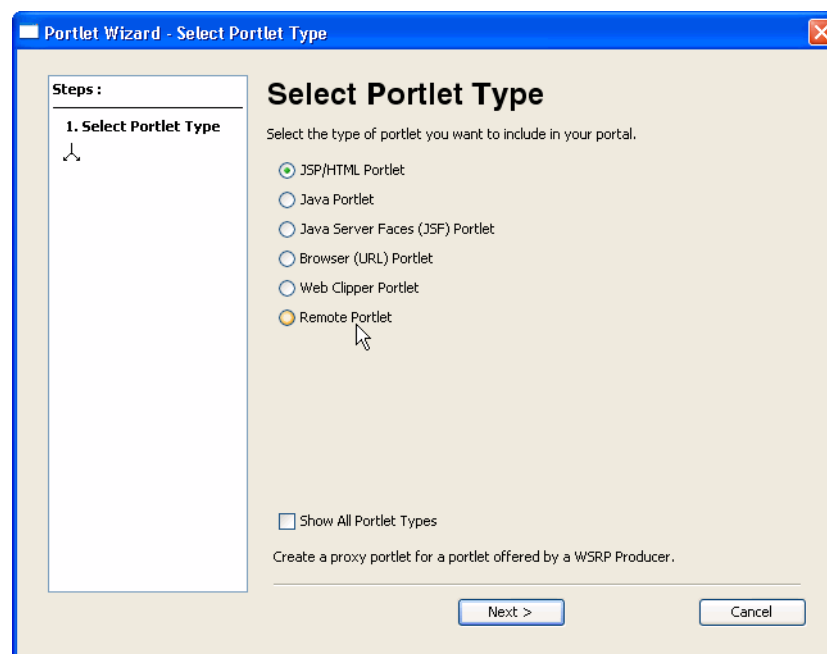 Portlet Wizard - Select Portlet Type
Steps :
1. Select Portlet Type
Select Portlet Type
Select the type of portlet you want to include in your portal.
JSP/HTML Portlet
Java Portlet
Java Server Faces (JSF) Portlet
Browser (URL) Portlet
Web Clipper Portlet
Remote Portlet
Show All Portlet Types
Create a proxy portlet for a portlet offered by a WSRP Producer.
Next >
Cancel